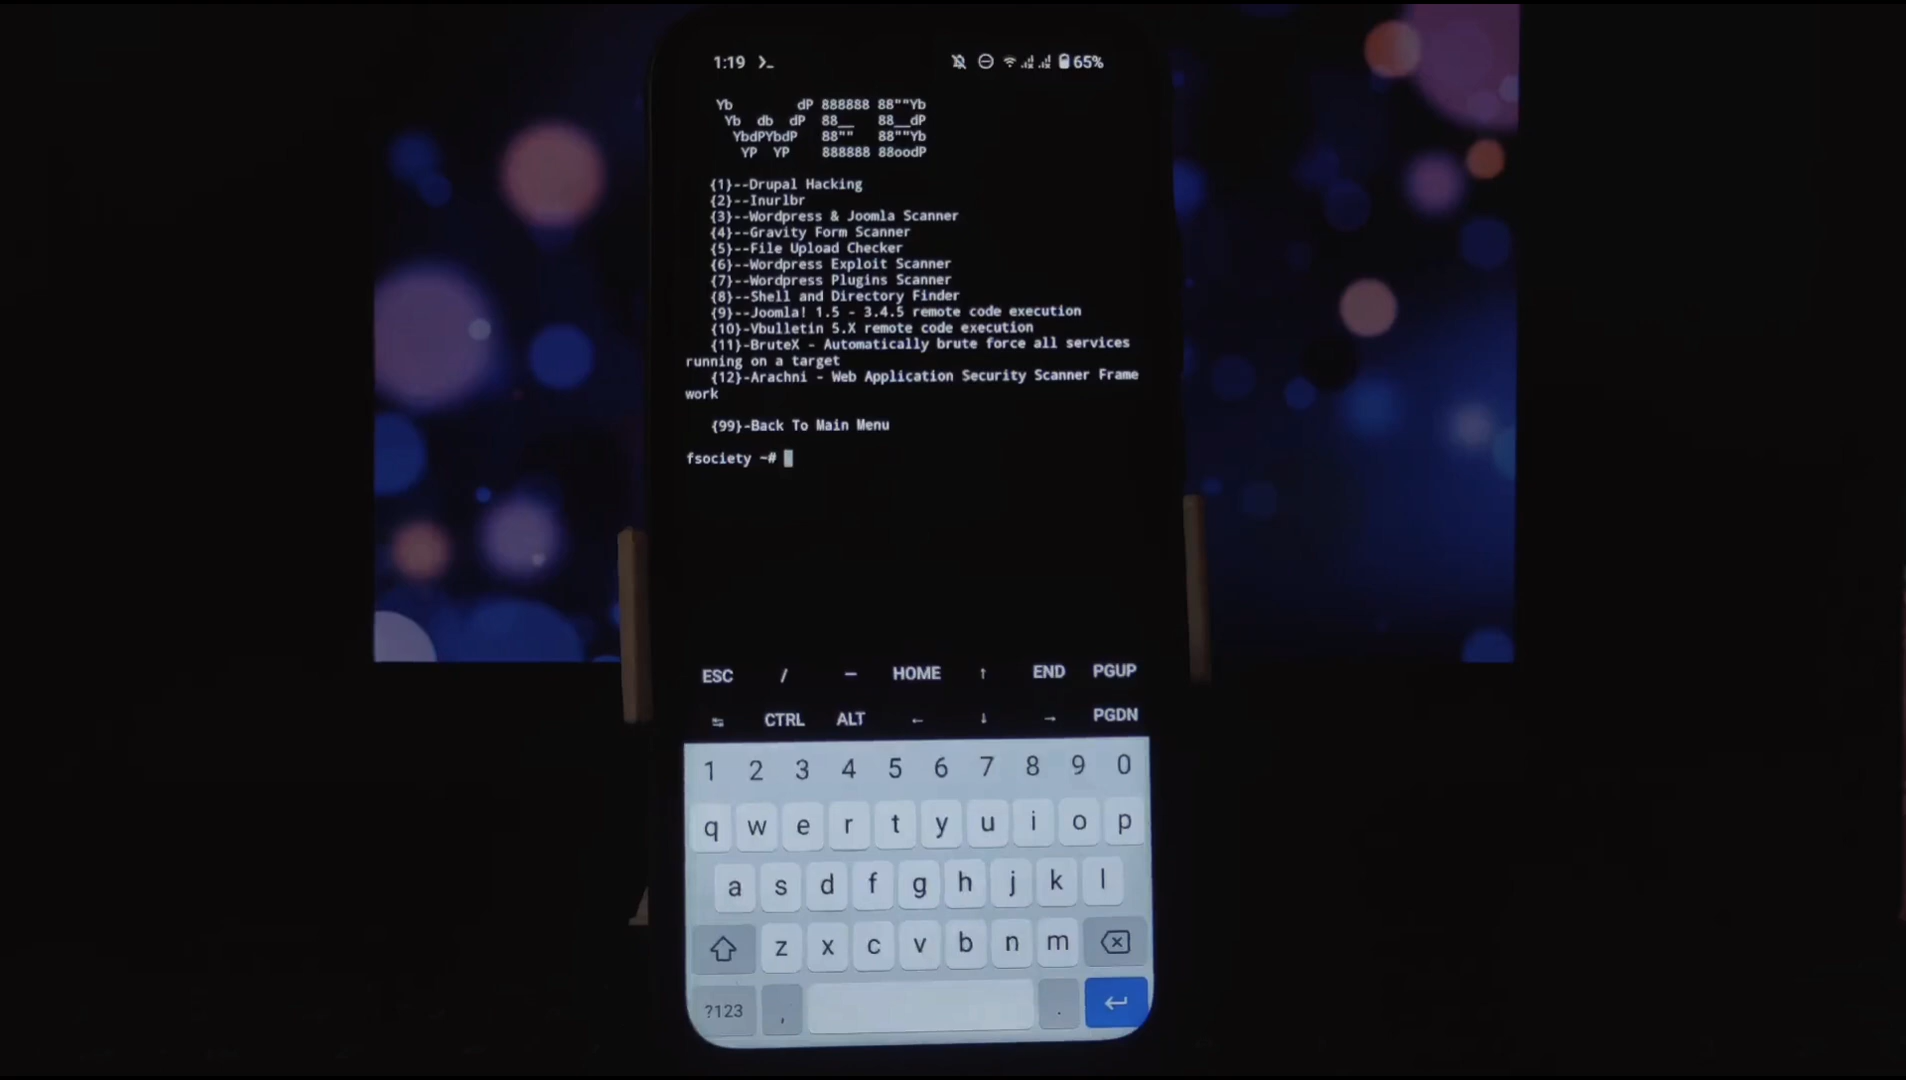 1:19 65%
Yb        dP 888888 88""Yb
 Yb  db  dP  88__   88__dP
  YbdPYbdP   88""   88""Yb
   YP  YP    888888 88oodP
{1}--Drupal Hacking
{2}--Inurlbr
{3}--Wordpress & Joomla Scanner
{4}--Gravity Form Scanner
{5}--File Upload Checker
{6}--Wordpress Exploit Scanner
{7}--Wordpress Plugins Scanner
{8}--Shell and Directory Finder
{9}--Joomla! 1.5 - 3.4.5 remote code execution
{10}-Vbulletin 5.X remote code execution
{11}-BruteX - Automatically brute force all services
running on a target
{12}-Arachni - Web Application Security Scanner Frame
work
{99}-Back To Main Menu
fsociety ~#
ESC / — HOME ↑ END PGUP
↹ CTRL ALT ← ↓ → PGDN
1 2 3 4 5 6 7 8 9 0
q w e r t y u i o p
a s d f g h j k l
z x c v b n m
?123 , .